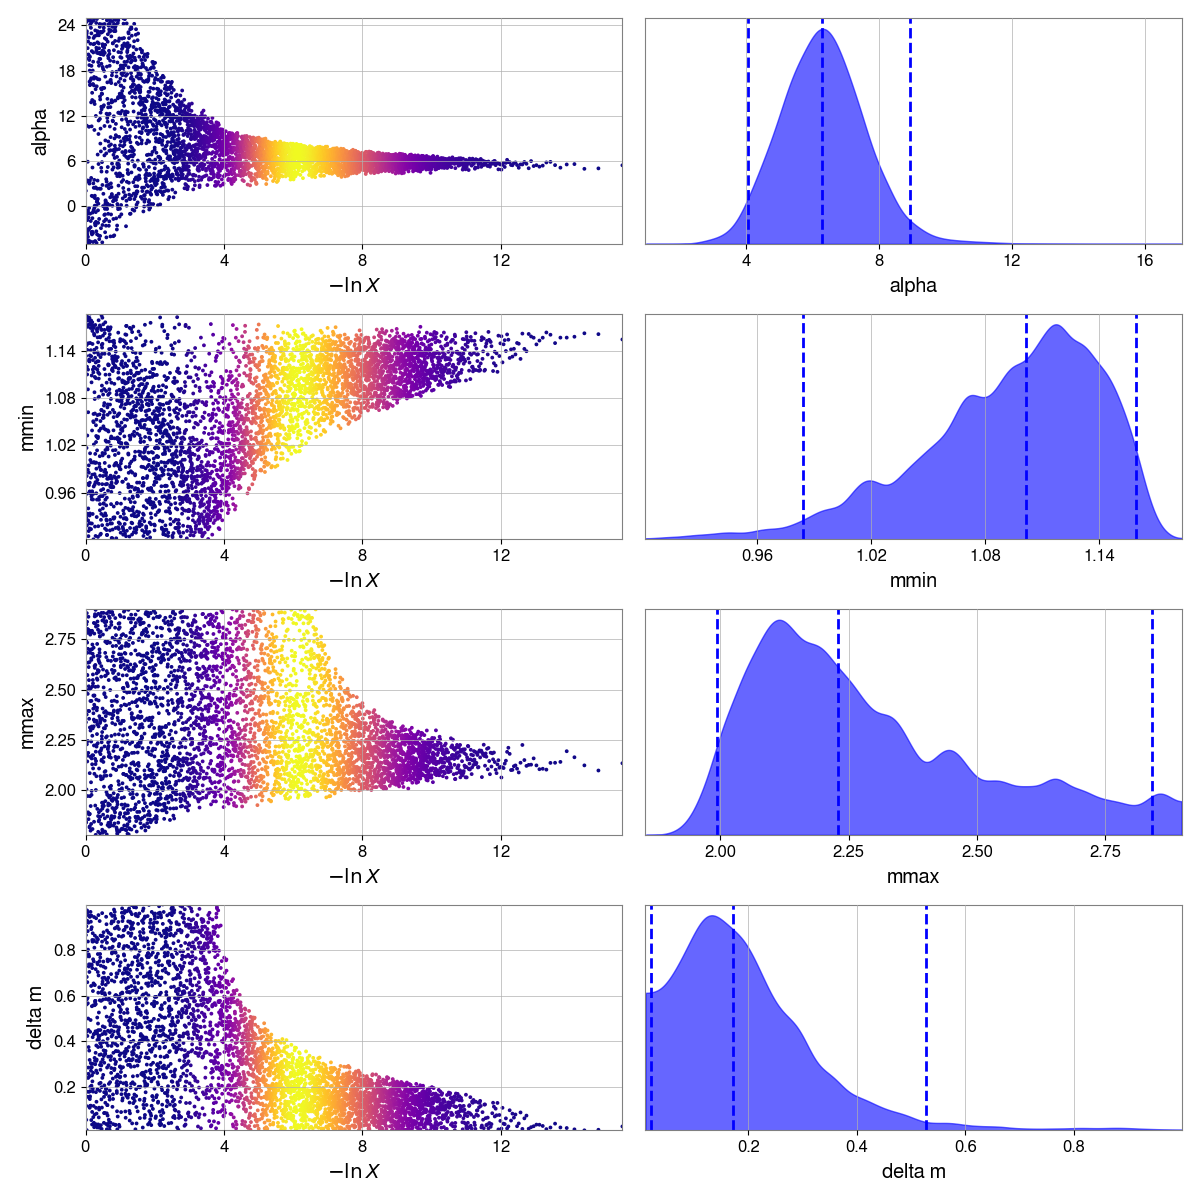 24
18
12
6
0
alpha
0 4 8 12
−ln X
4 8 12 16
alpha
1.14
1.08
1.02
0.96
mmin
0 4 8 12
−ln X
0.96 1.02 1.08 1.14
mmin
2.75
2.50
2.25
2.00
mmax
0 4 8 12
−ln X
2.00 2.25 2.50 2.75
mmax
0.8
0.6
0.4
0.2
delta m
0 4 8 12
−ln X
0.2 0.4 0.6 0.8
delta m